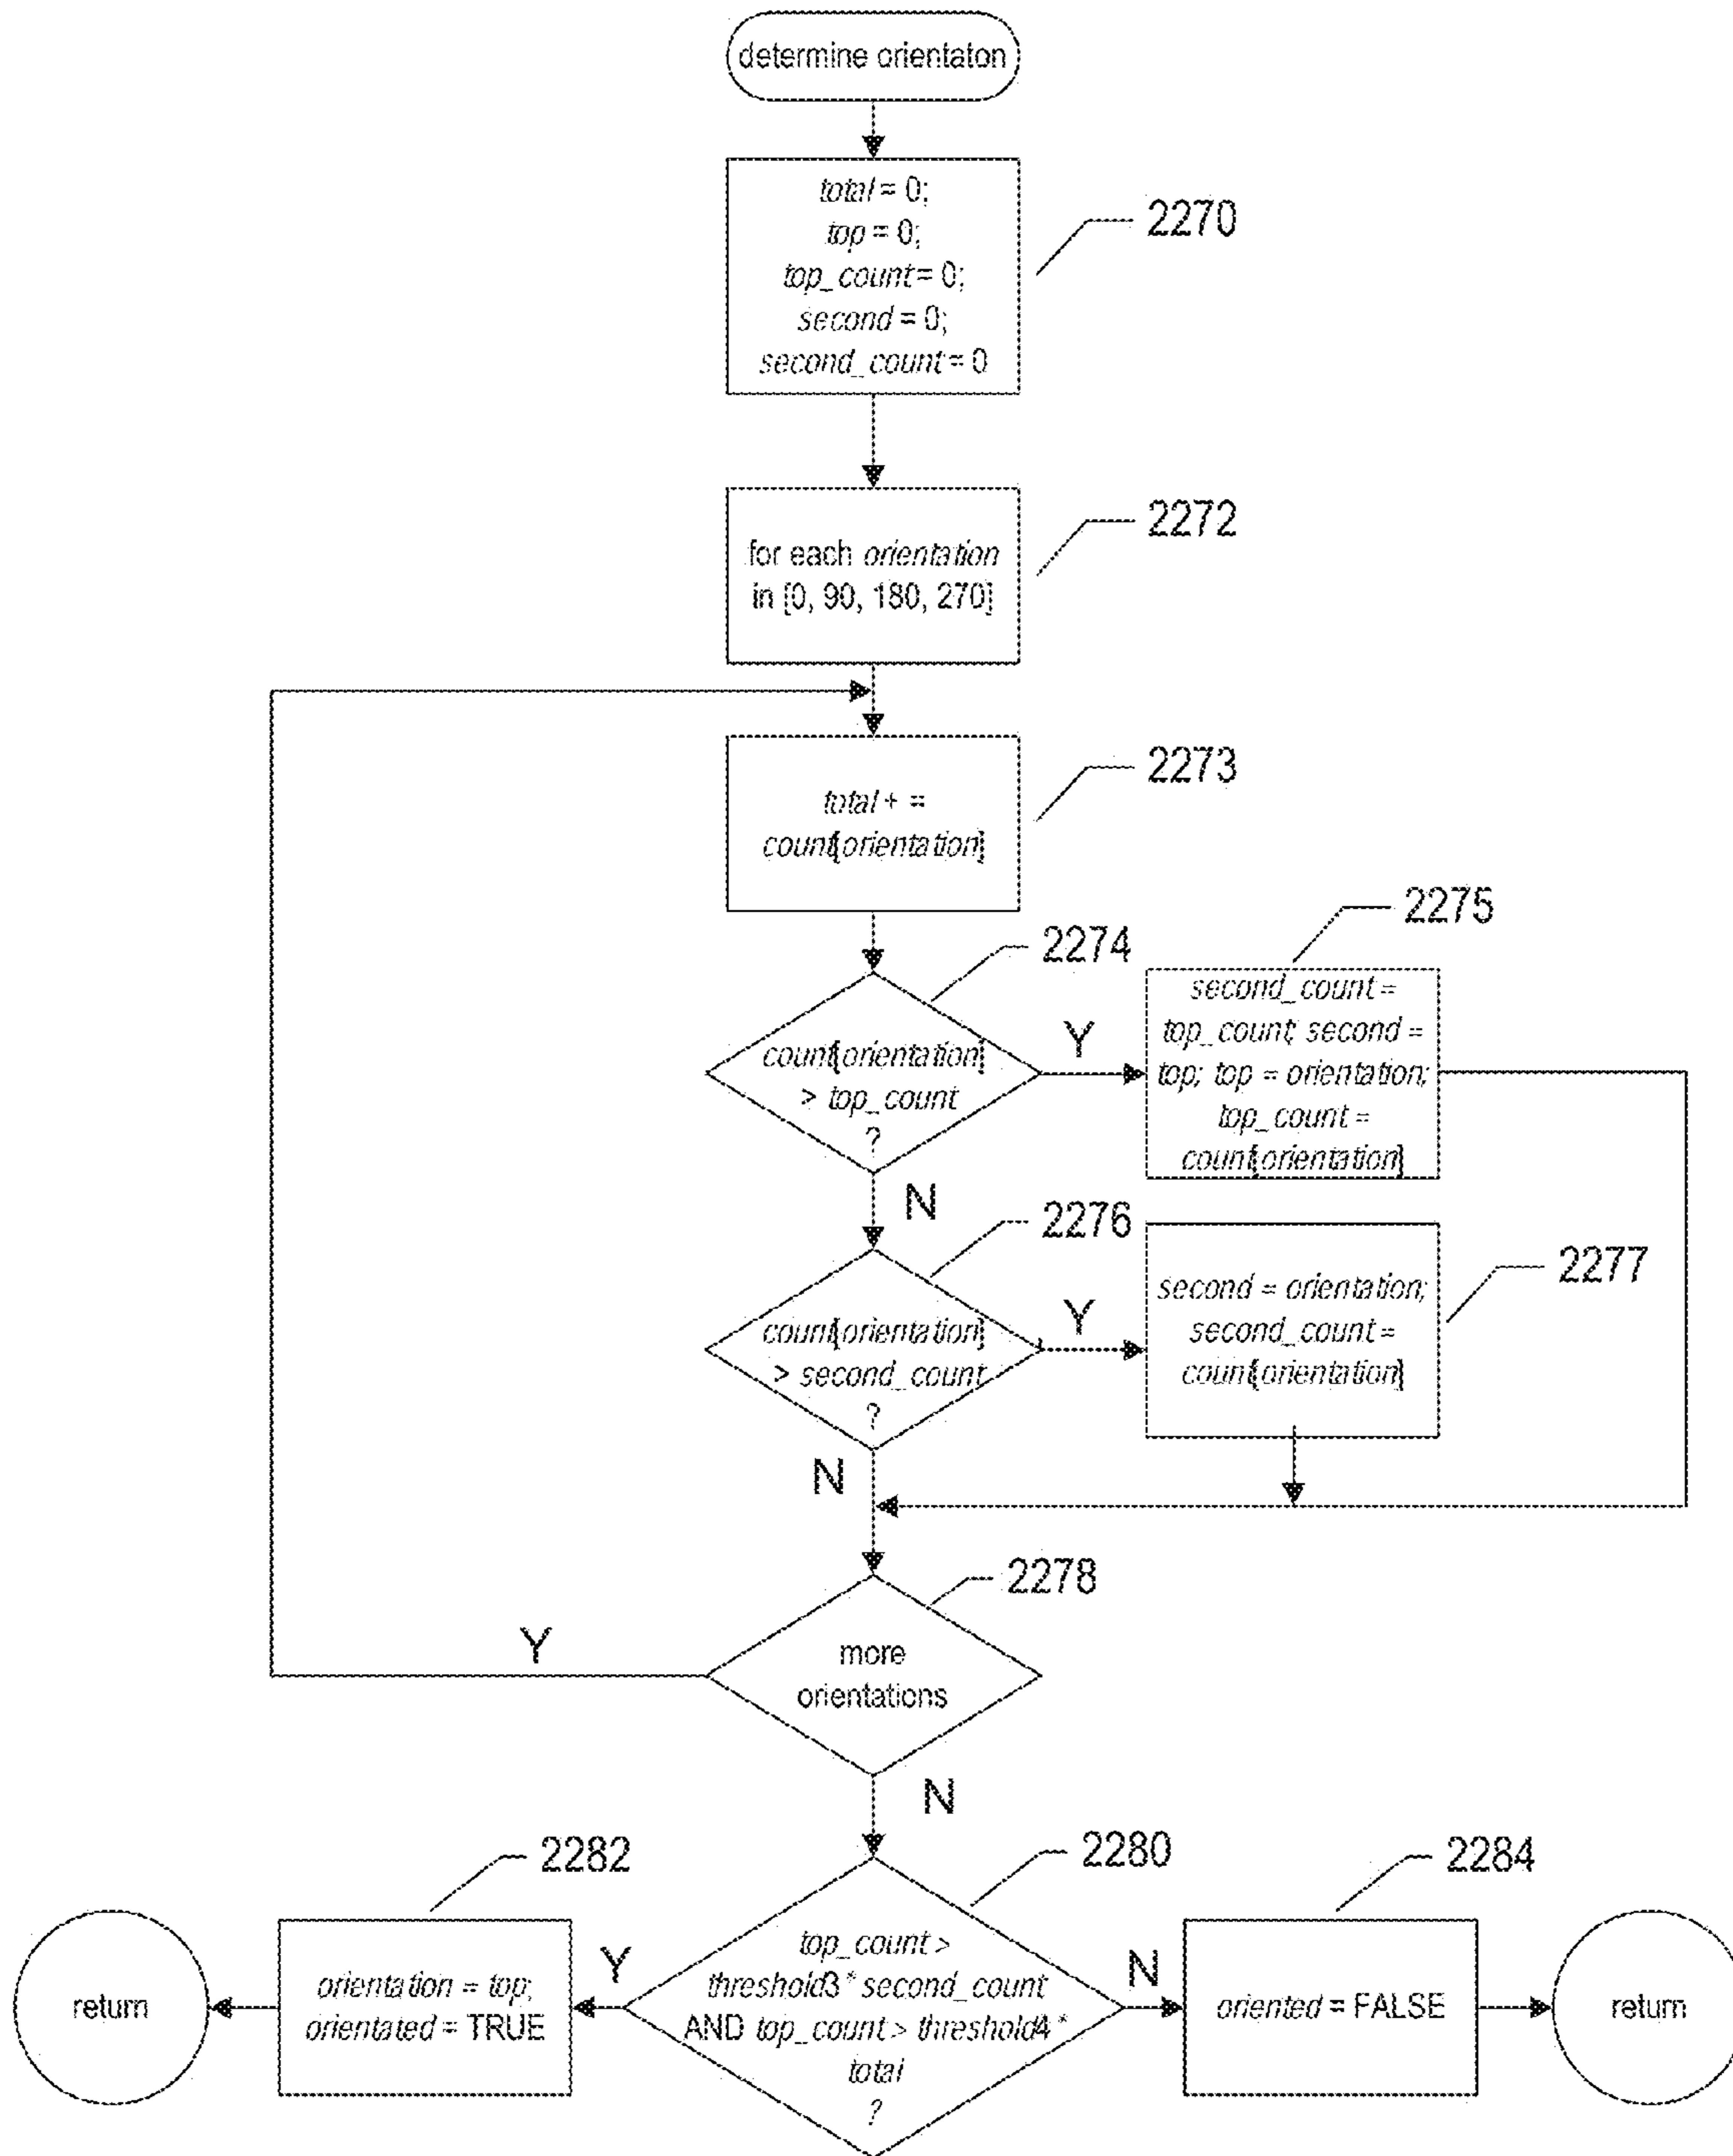 determine orientaton
total = 0;
top = 0;
top_count = 0;
second = 0;
second_count = 0
2270
for each orientation
in [0, 90, 180, 270]
2272
total + =
count[orientation]
2273
2274
count[orientation]
> top_count
?
Y
N
2275
second_count =
top_count; second =
top; top = orientation;
top_count =
count[orientation]
2276
count[orientation]
> second_count
?
Y
N
2277
second = orientation;
second_count =
count[orientation]
2278
more
orientations
Y
N
2280
top_count >
threshold3 * second_count
AND top_count > threshold4 *
total
?
Y
N
2282
orientation = top;
orientated = TRUE
return
2284
oriented = FALSE
return